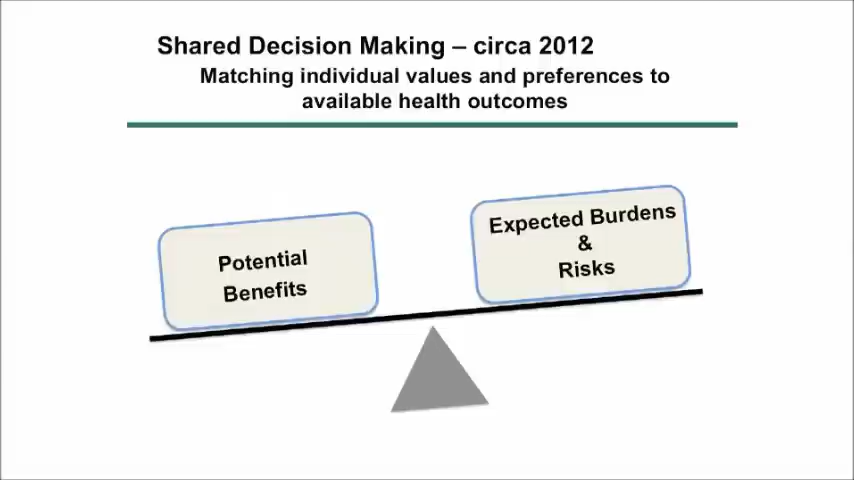 Shared Decision Making – circa 2012
Matching individual values and preferences to
available health outcomes
Potential
Benefits
Expected Burdens
&
Risks